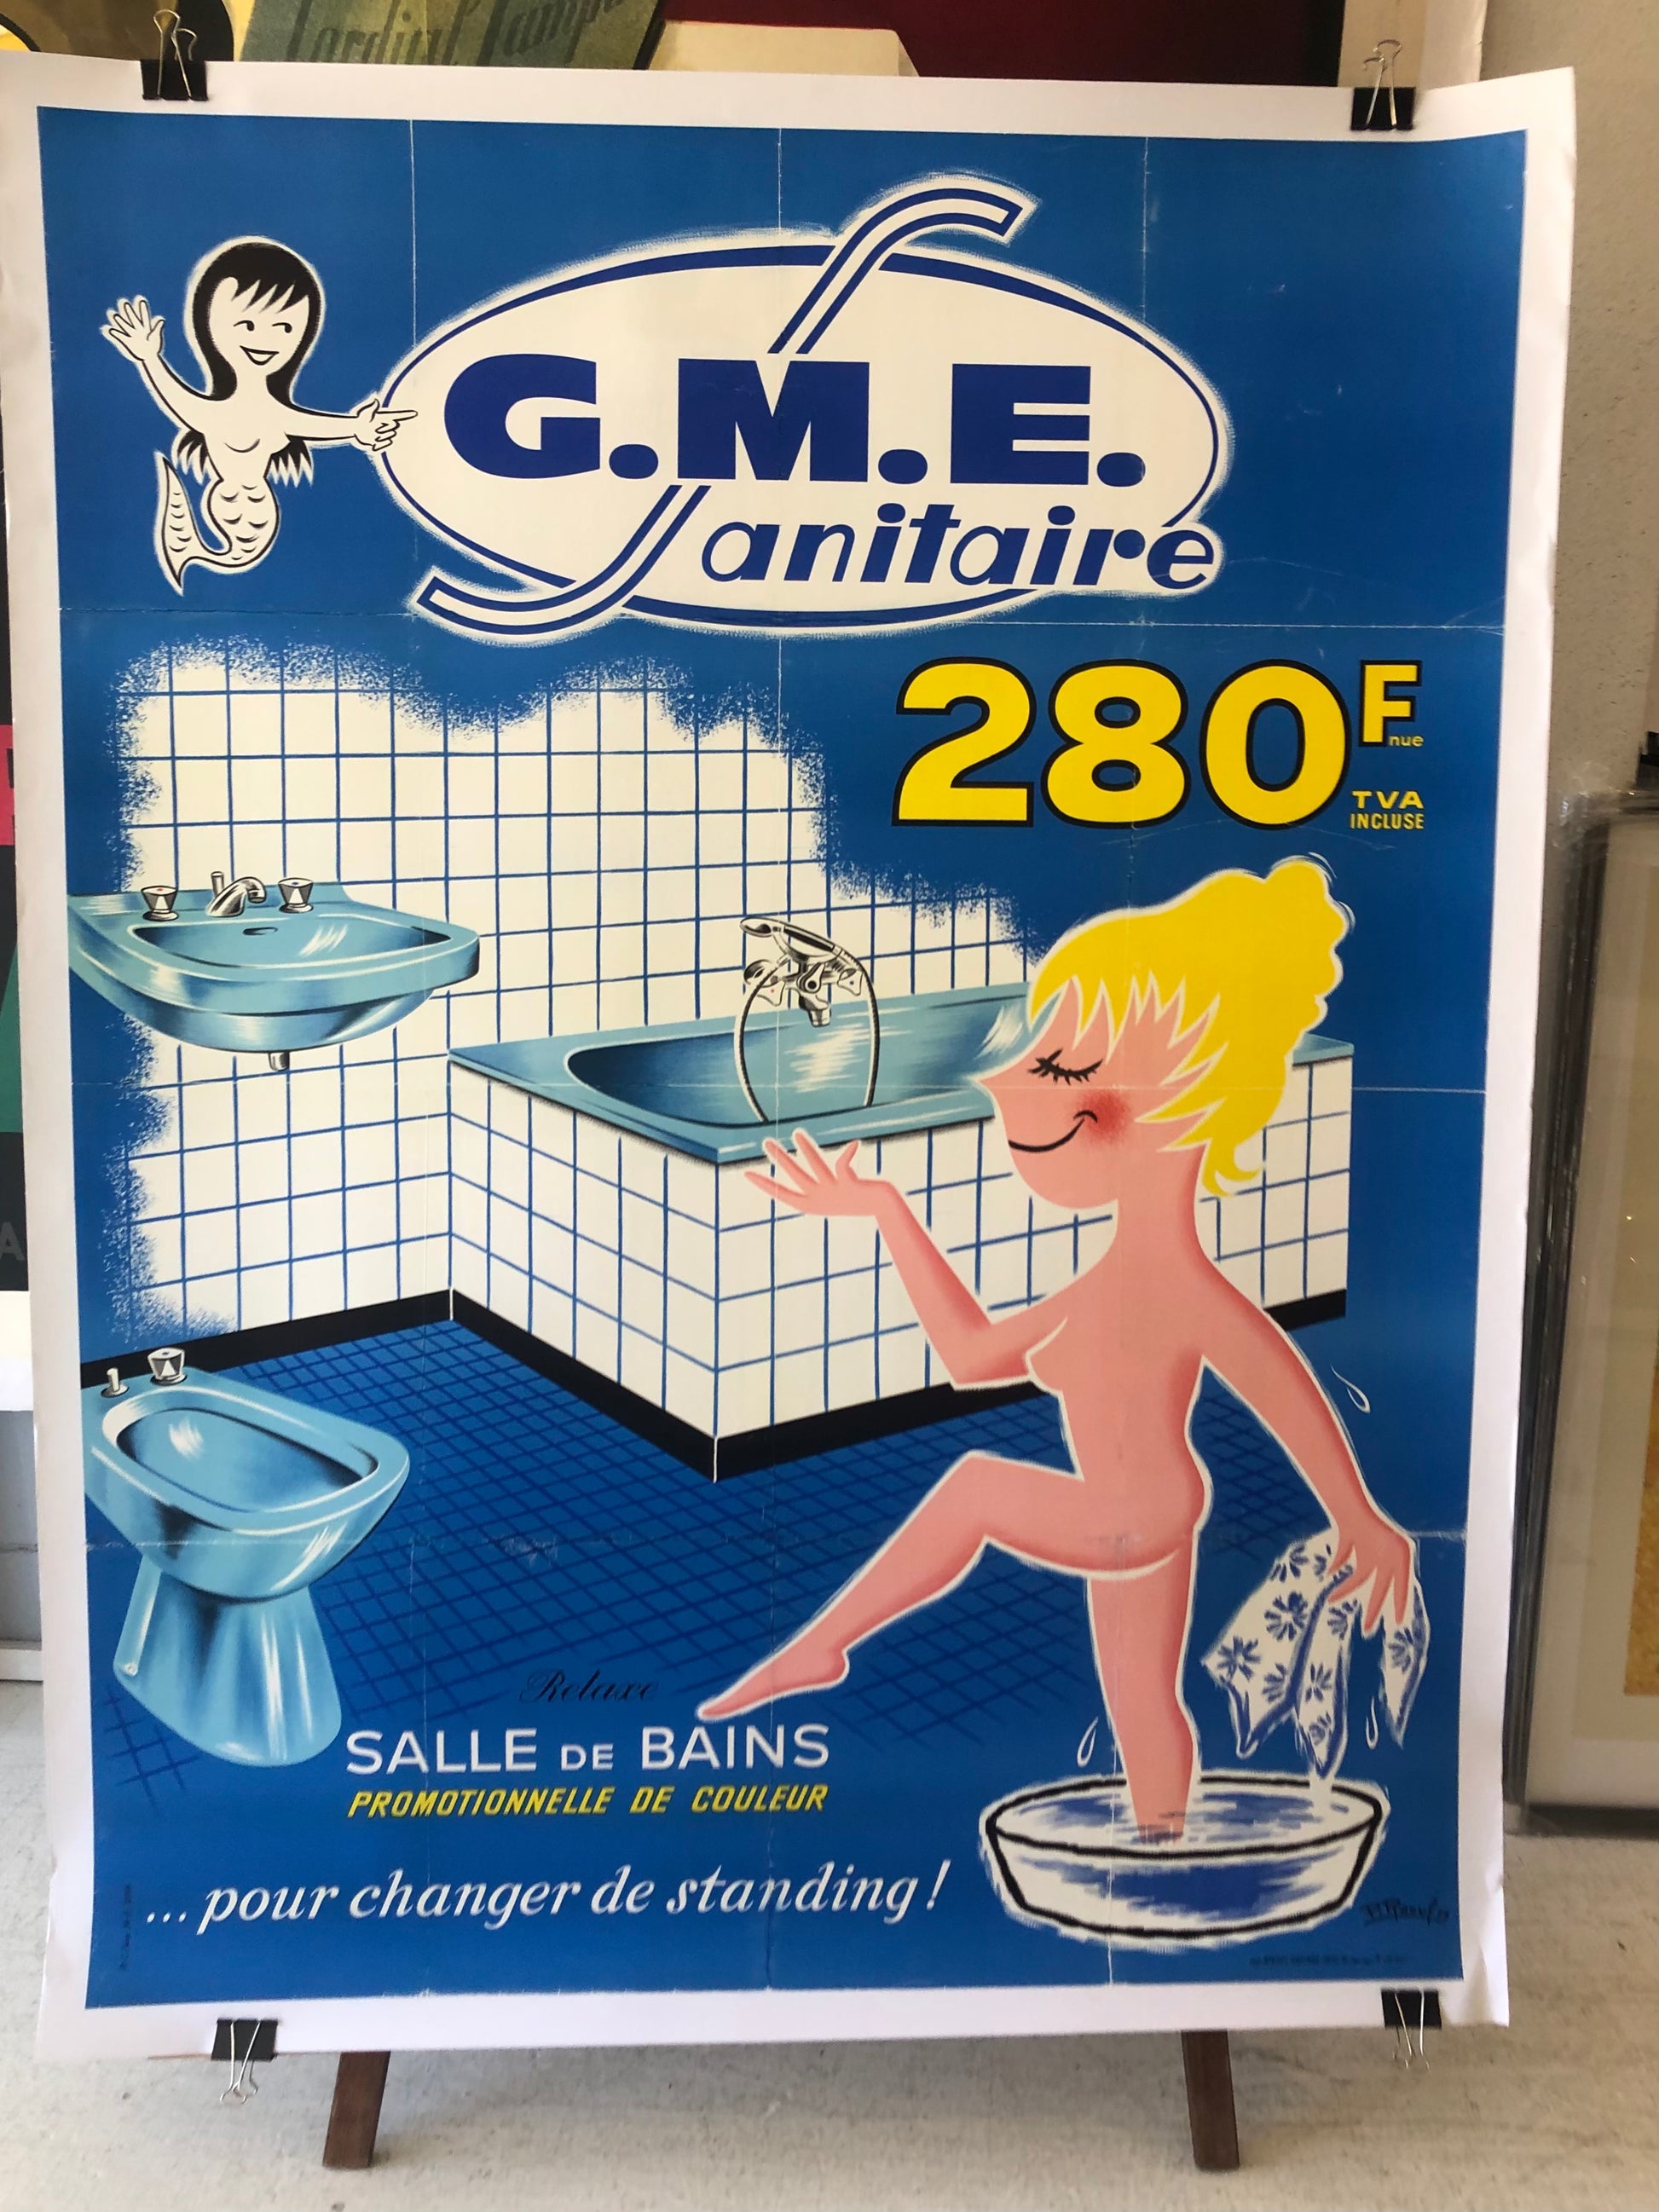 G.M.E.
Sanitaire
280F
nue
TVA
INCLUSE
Relaxe
SALLE DE BAINS
PROMOTIONNELLE DE COULEUR
...pour changer de standing!